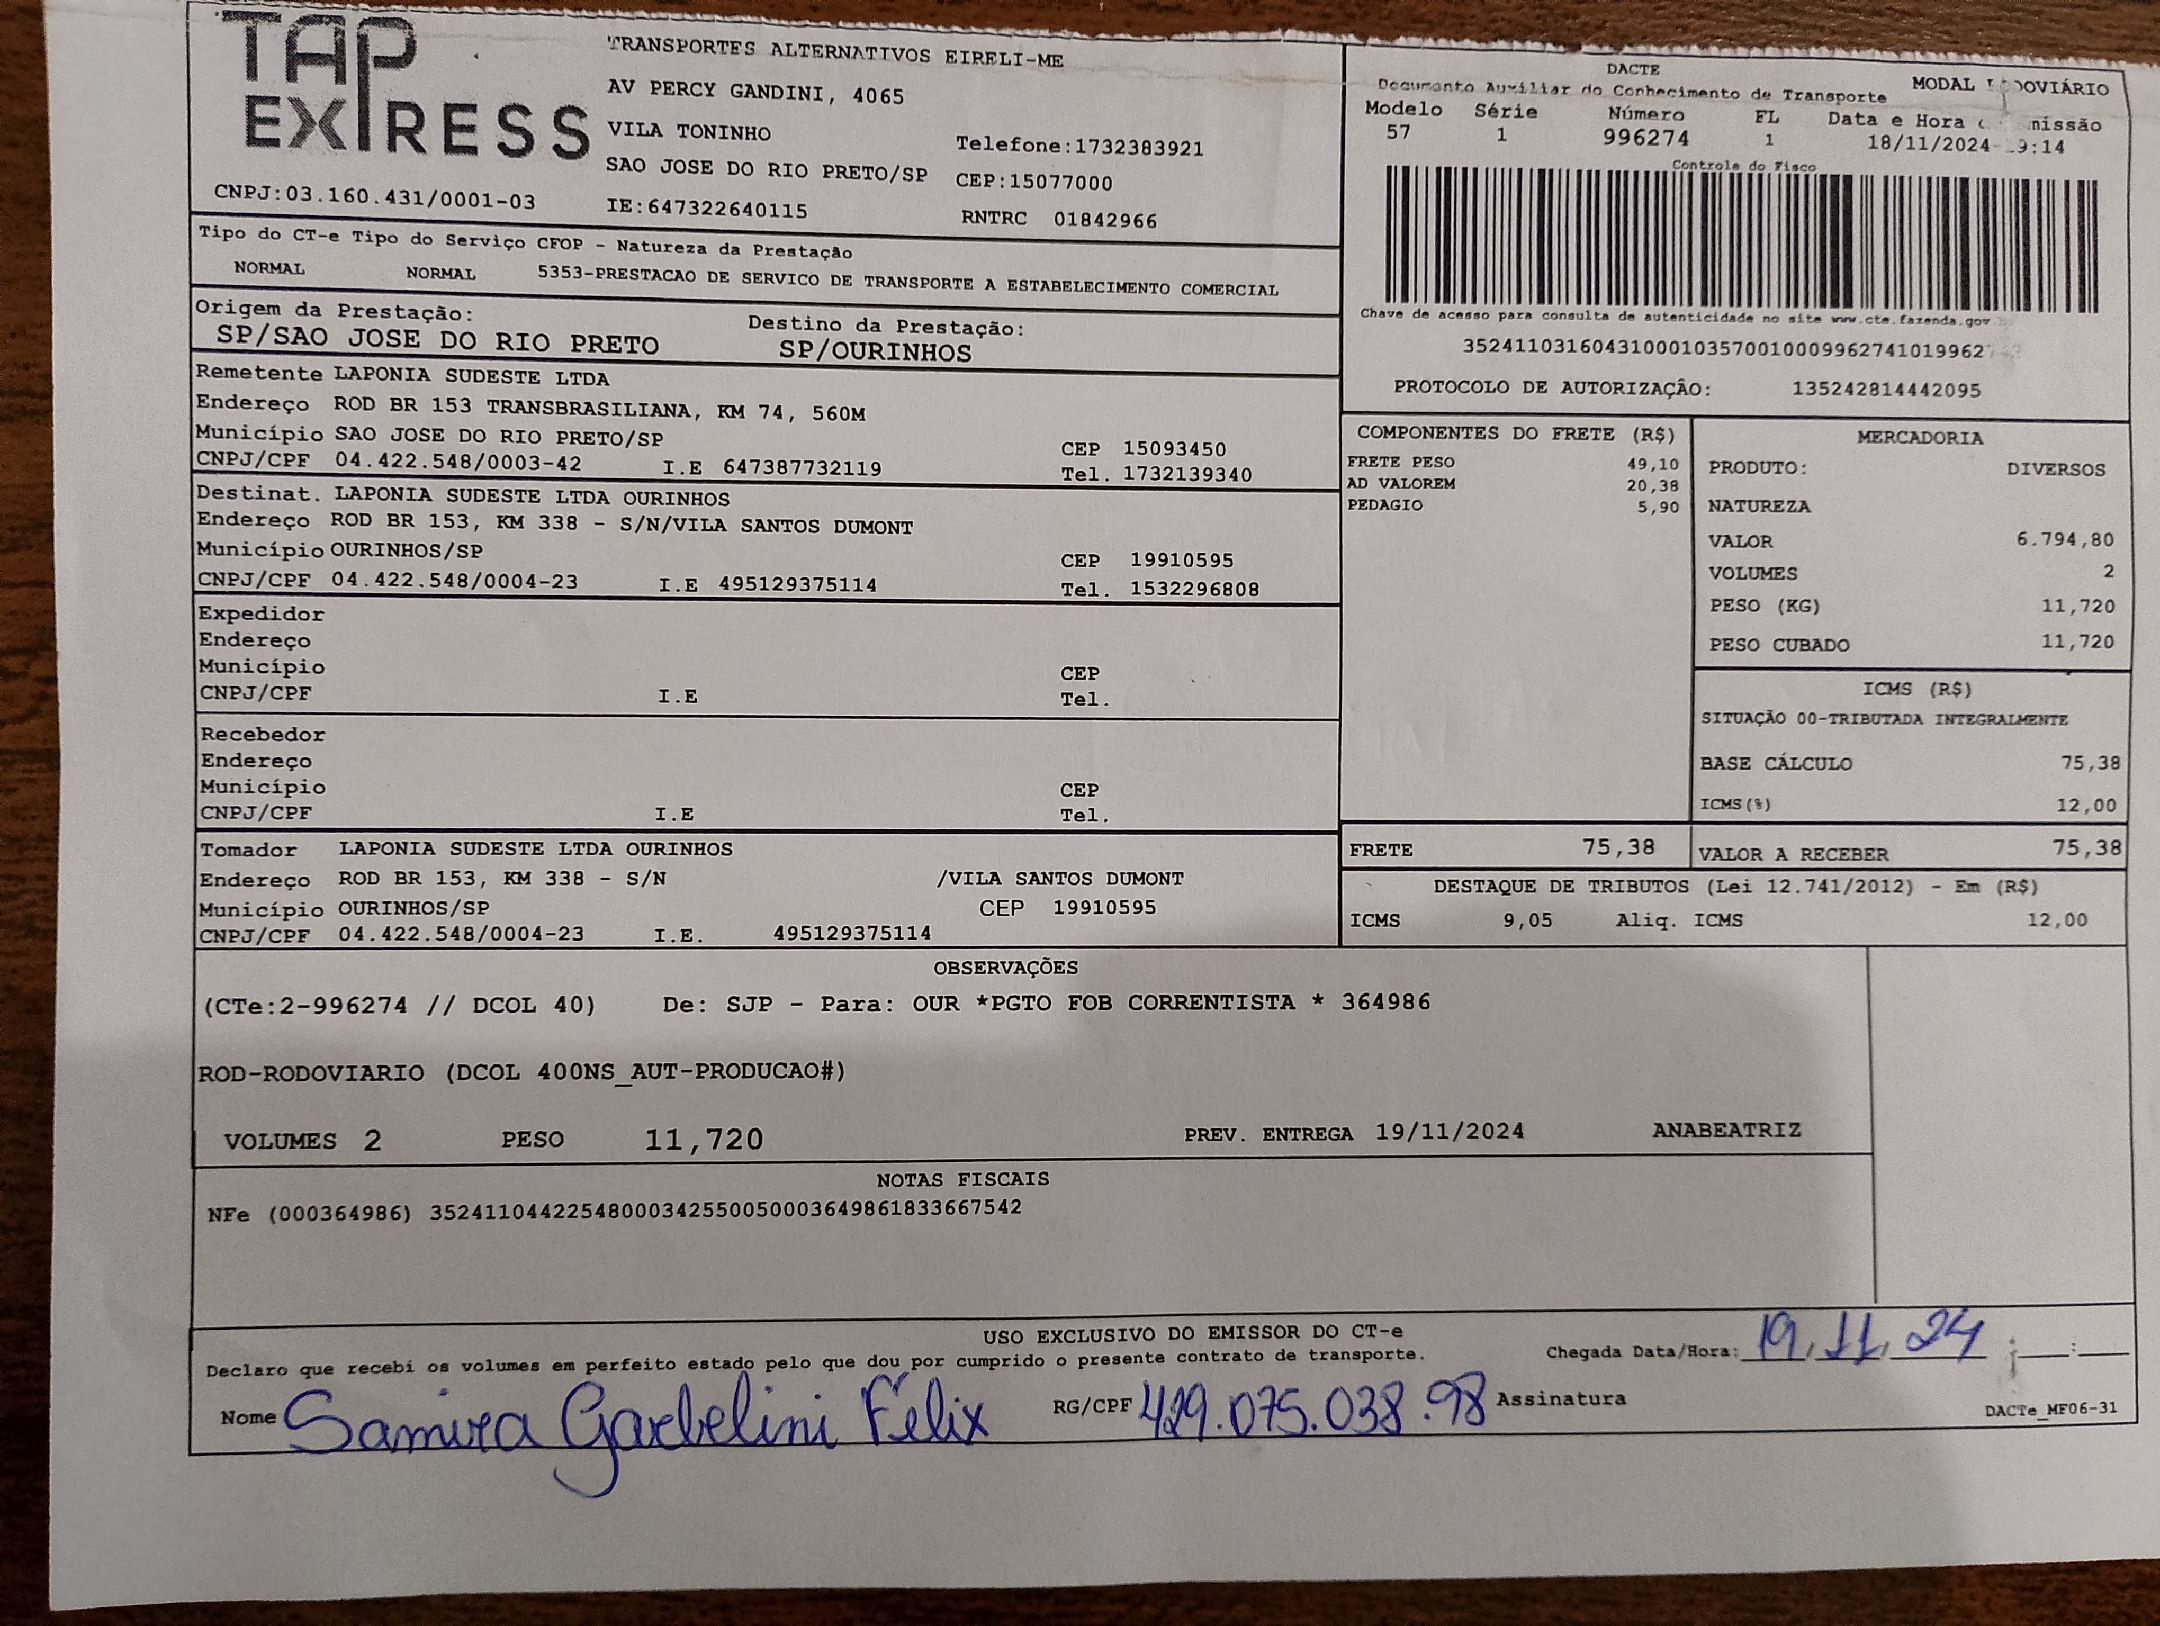 TAP EXPRESS
TRANSPORTES ALTERNATIVOS EIRELI-ME
AV PERCY GANDINI, 4065
VILA TONINHO Telefone:1732383921
SAO JOSE DO RIO PRETO/SP CEP:15077000
CNPJ:03.160.431/0001-03 IE:647322640115 RNTRC 01842966
DACTE
Documento Auxiliar do Conhecimento de Transporte MODAL
Modelo Série Número FL Data e Hora
57 1 996274 1 18/11/2024
Controle do Fisco
Chave de acesso para consulta de autenticidade no site www.cte.fazenda.gov
PROTOCOLO DE AUTORIZAÇÃO: 135242814442095
Tipo do CT-e Tipo do Serviço CFOP - Natureza da Prestação
NORMAL NORMAL 5353-PRESTACAO DE SERVICO DE TRANSPORTE A ESTABELECIMENTO COMERCIAL
Origem da Prestação: Destino da Prestação:
SP/SAO JOSE DO RIO PRETO SP/OURINHOS
Remetente LAPONIA SUDESTE LTDA
Endereço ROD BR 153 TRANSBRASILIANA, KM 74, 560M
Município SAO JOSE DO RIO PRETO/SP CEP 15093450
CNPJ/CPF 04.422.548/0003-42 I.E 647387732119 Tel. 1732139340
Destinat. LAPONIA SUDESTE LTDA OURINHOS
Endereço ROD BR 153, KM 338 - S/N/VILA SANTOS DUMONT
Município OURINHOS/SP CEP 19910595
CNPJ/CPF 04.422.548/0004-23 I.E 495129375114 Tel. 1532296808
Expedidor
Endereço
Município CEP
CNPJ/CPF I.E Tel.
Recebedor
Endereço
Município CEP
CNPJ/CPF I.E Tel.
Tomador LAPONIA SUDESTE LTDA OURINHOS
Endereço ROD BR 153, KM 338 - S/N /VILA SANTOS DUMONT
Município OURINHOS/SP CEP 19910595
CNPJ/CPF 04.422.548/0004-23 I.E. 495129375114
COMPONENTES DO FRETE (R$)
FRETE PESO 49,10
AD VALOREM 20,38
PEDAGIO 5,90
MERCADORIA
PRODUTO: DIVERSOS
NATUREZA
VALOR 6.794,80
VOLUMES 2
PESO (KG) 11,720
PESO CUBADO 11,720
ICMS (R$)
SITUAÇÃO 00-TRIBUTADA INTEGRALMENTE
BASE CÁLCULO 75,38
ICMS(%) 12,00
FRETE 75,38 VALOR A RECEBER 75,38
DESTAQUE DE TRIBUTOS (Lei 12.741/2012) - Em (R$)
ICMS 9,05 Aliq. ICMS 12,00
OBSERVAÇÕES
(CTe:2-996274 // DCOL 40) De: SJP - Para: OUR *PGTO FOB CORRENTISTA * 364986
ROD-RODOVIARIO (DCOL 400NS_AUT-PRODUCAO#)
VOLUMES 2 PESO 11,720 PREV. ENTREGA 19/11/2024 ANABEATRIZ
NOTAS FISCAIS
NFe (000364986) 35241104422548000342550050003649861833667542
USO EXCLUSIVO DO EMISSOR DO CT-e
Declaro que recebi os volumes em perfeito estado pelo que dou por cumprido o presente contrato de transporte. Chegada Data/Hora: 19/11/24
Nome Samira Garbelini Félix RG/CPF 429.075.038.98 Assinatura
DACTe_MF06-31